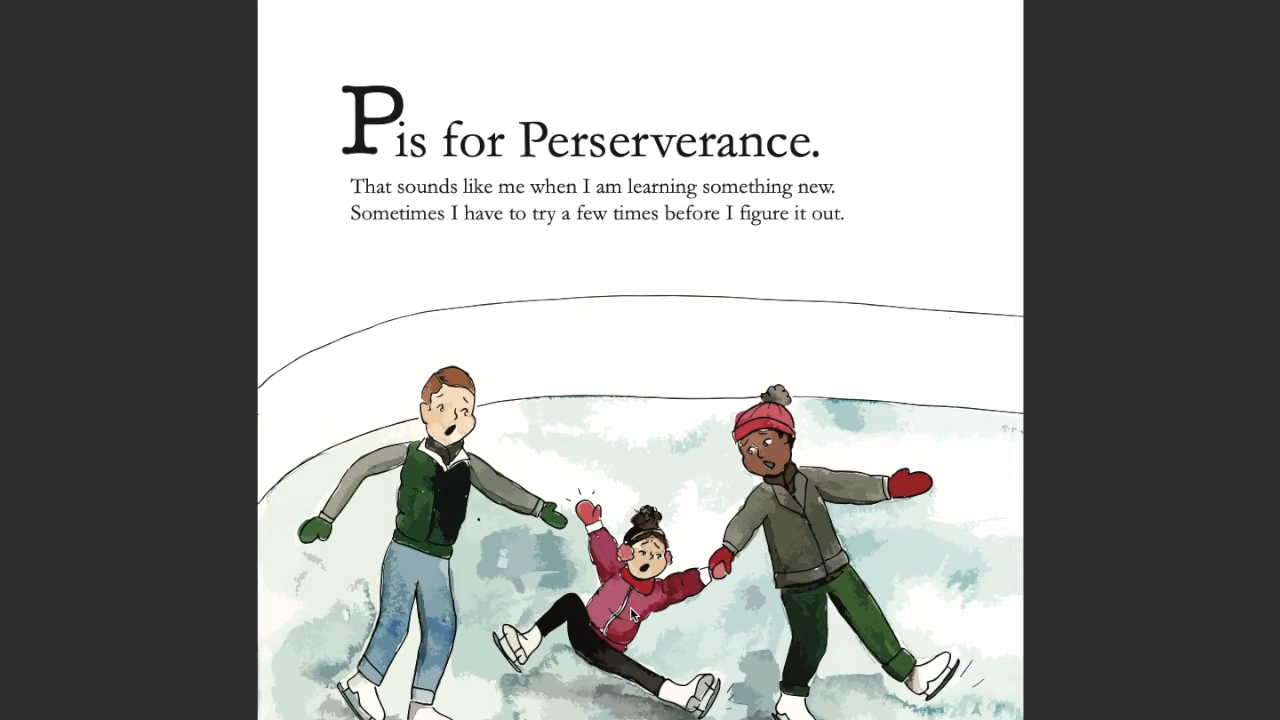 P is for Perserverance.
That sounds like me when I am learning something new.
Sometimes I have to try a few times before I figure it out.